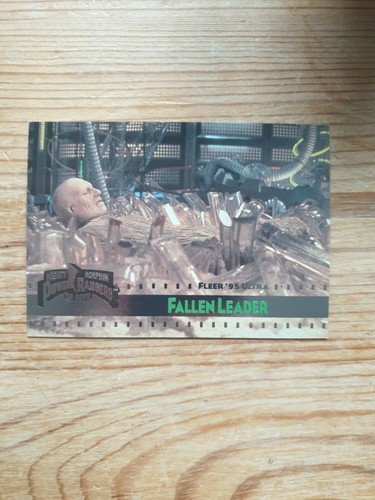 MIGHTY MORPHIN
POWER RANGERS
THE MOVIE
FLEER '95 ULTRA
FALLEN LEADER